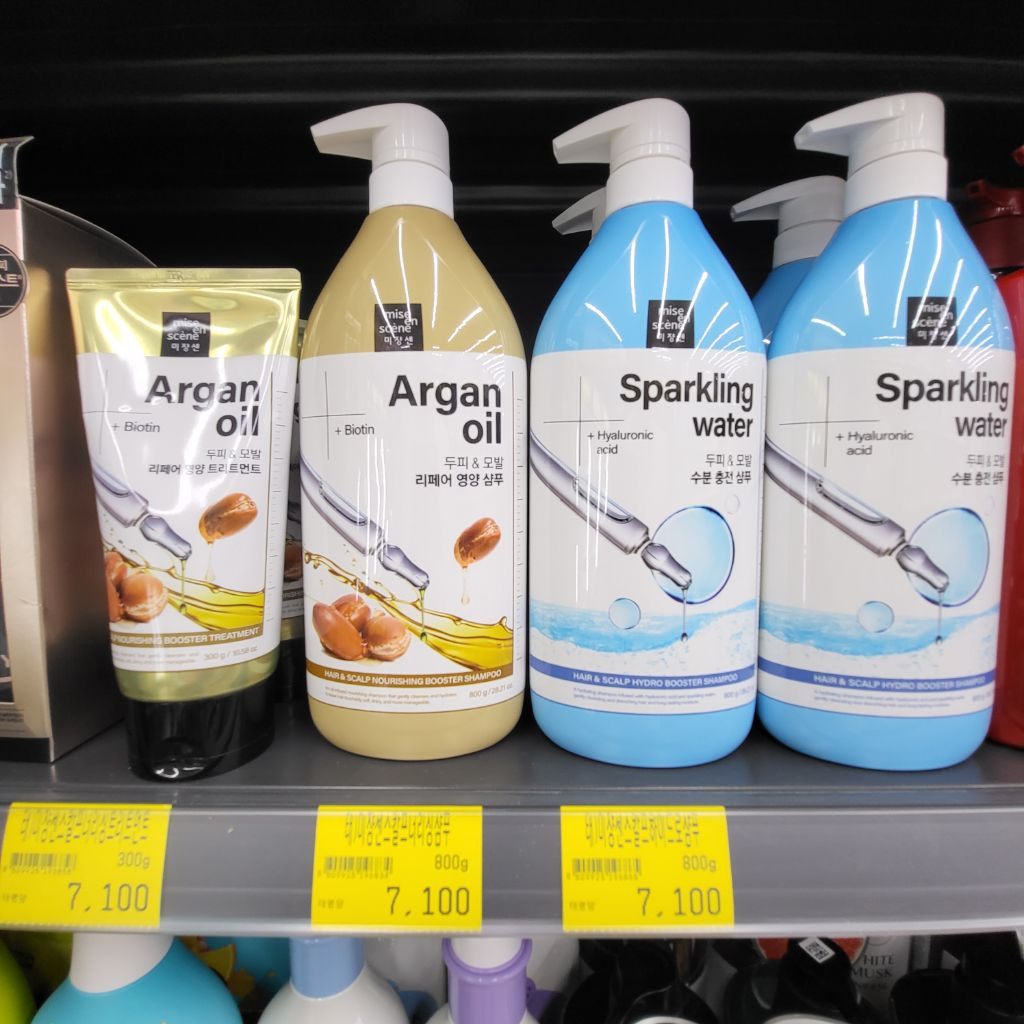 mise
en
scène
미장센
Argan
oil
+ Biotin
두피 & 모발
리페어 영양 트리트먼트
NOURISHING BOOSTER TREATMENT
300 g / 10.58 oz
mise
en
scène
미장센
Argan
oil
+ Biotin
두피 & 모발
리페어 영양 샴푸
HAIR & SCALP NOURISHING BOOSTER SHAMPOO
800 g / 28.21 oz
mise
en
scène
미장센
Sparkling
water
+ Hyaluronic
acid
두피 & 모발
수분 충전 샴푸
HAIR & SCALP HYDRO BOOSTER SHAMPOO
mise
en
scène
미장센
Sparkling
water
+ Hyaluronic
acid
두피 & 모발
수분 충전 샴푸
HAIR & SCALP HYDRO BOOSTER SHAMPOO
300g
7,100
800g
7,100
800g
7,100
MUSK